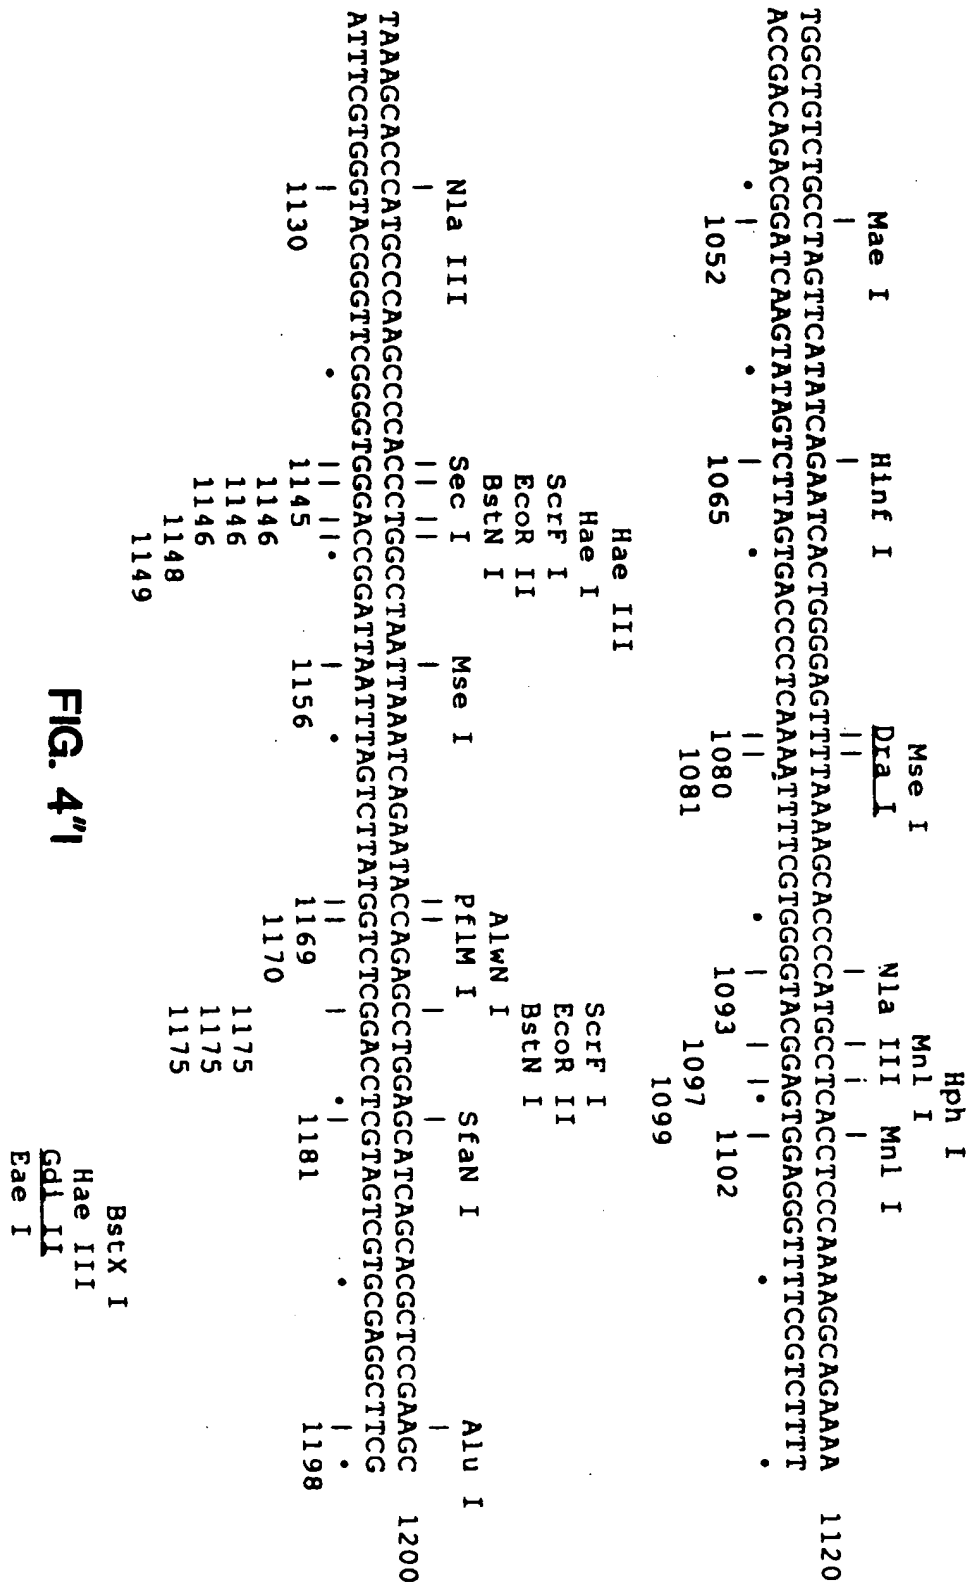 Hph I
Mse I Mnl I
Mae I Hinf I Dra I Nla III Mnl I
TGGCTGTCTGCCTAGTTCATATCAGAATCACTGGGGAGTTTTAAAAGCACCCCATGCCTCACCTCCCAAAAGGCAGAAAA 1120
ACCGACAGACGGATCAAGTATAGTCTTAGTGACCCCTCAAAATTTTCGTGGGGTACGGAGTGGAGGGTTTTCCGTCTTTT
1052 1065 1080 1093 1102
1081 1097
1099
Hae III
Hae I ScrF I
ScrF I EcoR II
EcoR II BstN I
BstN I AlwN I
Nla III Sec I Mse I PflM I SfaN I Alu I
TAAAGCACCCATGCCCAAGCCCCACCCTGGCCTAATTAAATCAGAATACCAGAGCCTGGAGCATCAGCACGCTCCGAAGC 1200
ATTTCGTGGGTACGGGTTCGGGGTGGGACCGGATTAATTTAGTCTTATGGTCTCGGACCTCGTAGTCGTGCGAGGCTTCG
1130 1145 1156 1169 1181 1198
1146 1170
1146 1175
1146 1175
1148 1175
1149
BstX I
Hae III
Gdi II
Eae I
FIG. 4"I